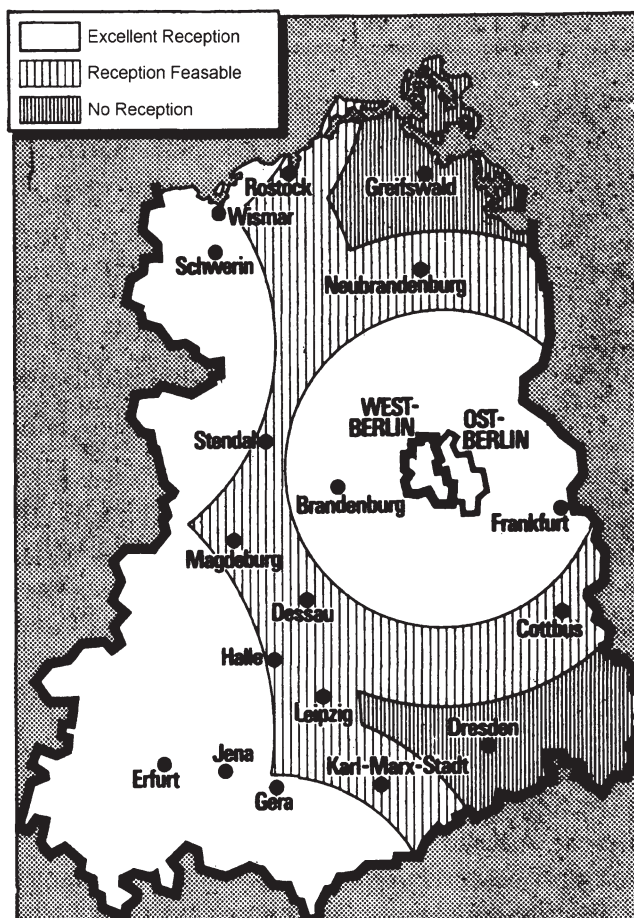 Excellent Reception
Reception Feasable
No Reception
Rostock
Greifswald
Wismar
Schwerin
Neubrandenburg
WEST-
BERLIN
OST-
BERLIN
Stendal
Brandenburg
Frankfurt
Magdeburg
Dessau
Cottbus
Halle
Leipzig
Dresden
Jena
Karl-Marx-Stadt
Erfurt
Gera